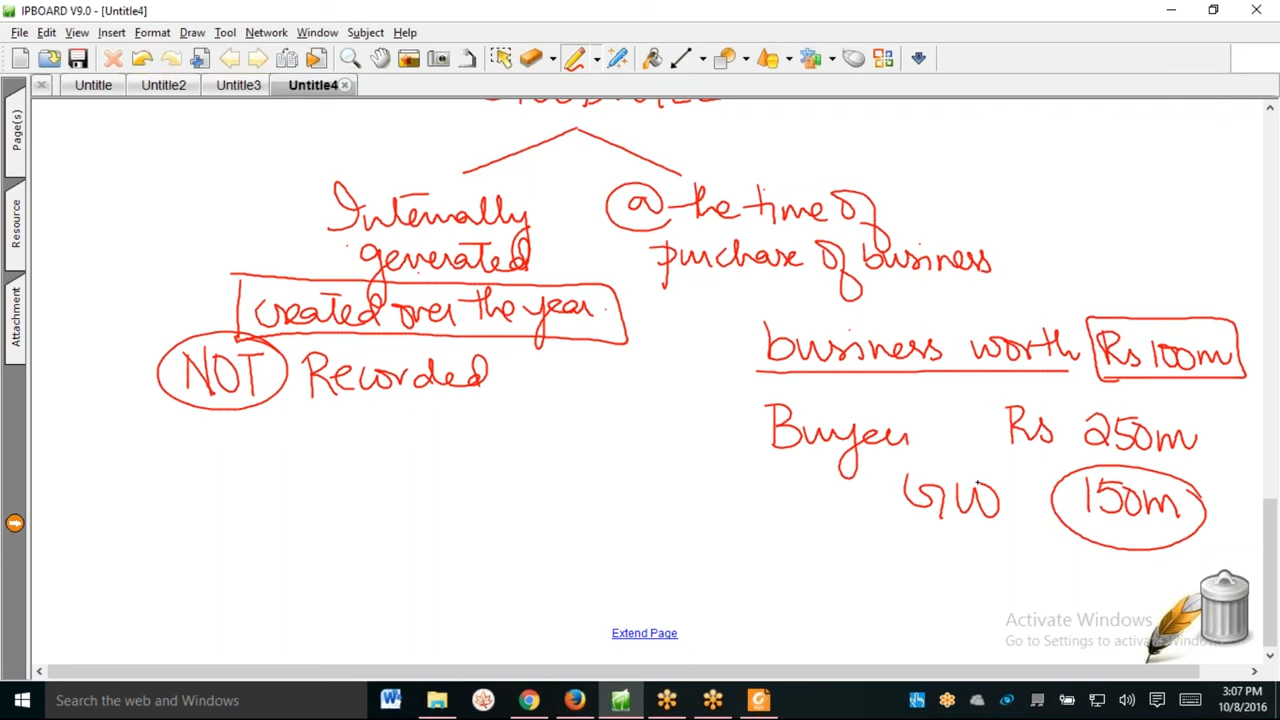 IPBOARD V9.0 - [Untitle4]
File Edit View Insert Format Draw Tool Network Window Subject Help
Untitle Untitle2 Untitle3 Untitle4
Page(s)
Resource
Attachment
Internally
generated
created over the year.
NOT Recorded
@ the time of
purchase of business
business worth Rs 100m
Buyer Rs 250m
GW 150m
Extend Page
Activate Windows
Go to Settings to activate Windows.
Search the web and Windows
3:07 PM
10/8/2016